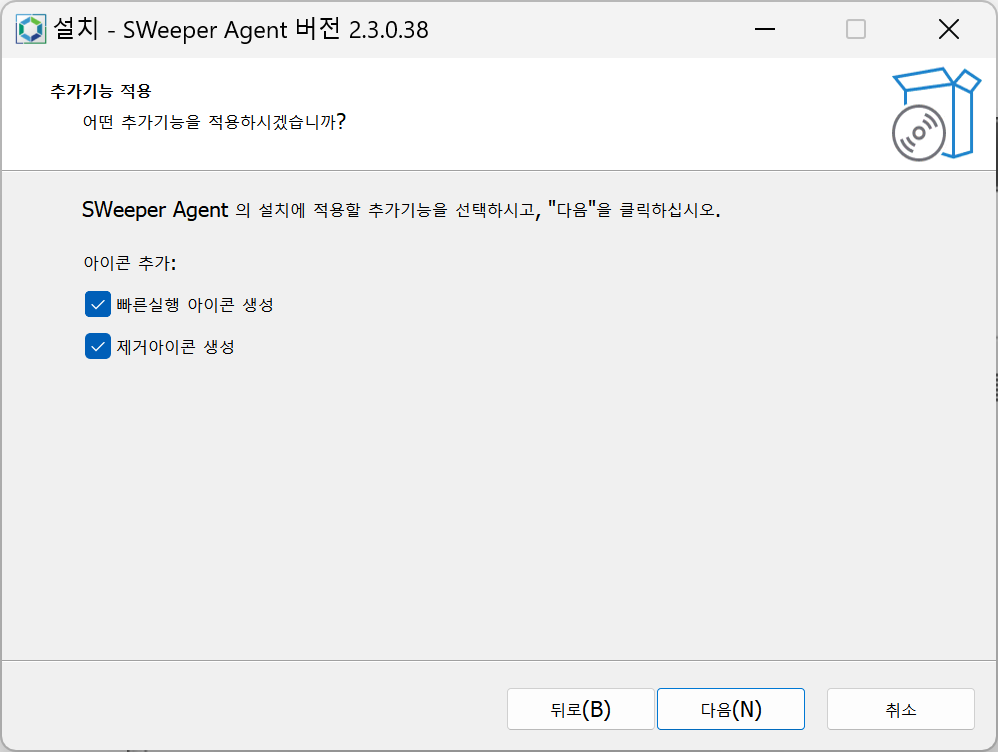 설치 - SWeeper Agent 버전 2.3.0.38
추가기능 적용
어떤 추가기능을 적용하시겠습니까?
SWeeper Agent 의 설치에 적용할 추가기능을 선택하시고, "다음"을 클릭하십시오.
아이콘 추가:
빠른실행 아이콘 생성
제거아이콘 생성
뒤로(B) 다음(N) 취소